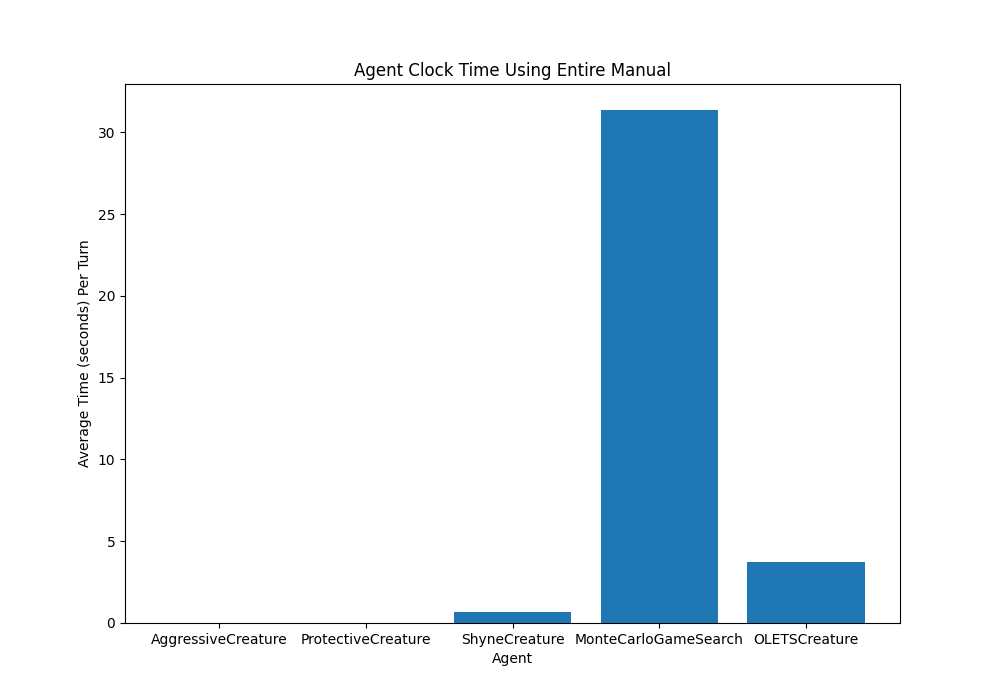 Agent Clock Time Using Entire Manual
Average Time (seconds) Per Turn
30
25
20
15
10
5
0
AggressiveCreature ProtectiveCreature ShyneCreature MonteCarloGameSearch OLETSCreature
Agent